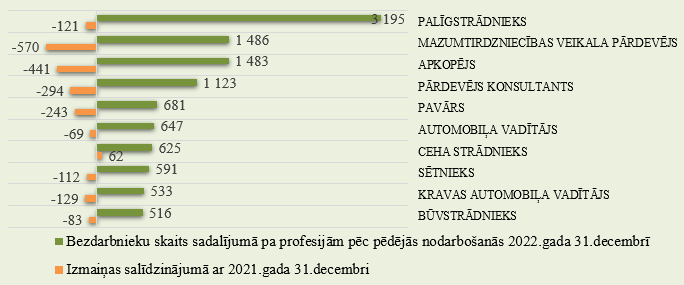 -121 3 195 PALĪGSTRĀDNIEKS
-570 1 486 MAZUMTIRDZNIECĪBAS VEIKALA PĀRDEVĒJS
-441 1 483 APKOPĒJS
-294 1 123 PĀRDEVĒJS KONSULTANTS
-243 681 PAVĀRS
-69 647 AUTOMOBIĻA VADĪTĀJS
62 625 CEHA STRĀDNIEKS
-112 591 SĒTNIEKS
-129 533 KRAVAS AUTOMOBIĻA VADĪTĀJS
-83 516 BŪVSTRĀDNIEKS
Bezdarbnieku skaits sadalījumā pa profesijām pēc pēdējās nodarbošanās 2022.gada 31.decembrī
Izmaiņas salīdzinājumā ar 2021.gada 31.decembri